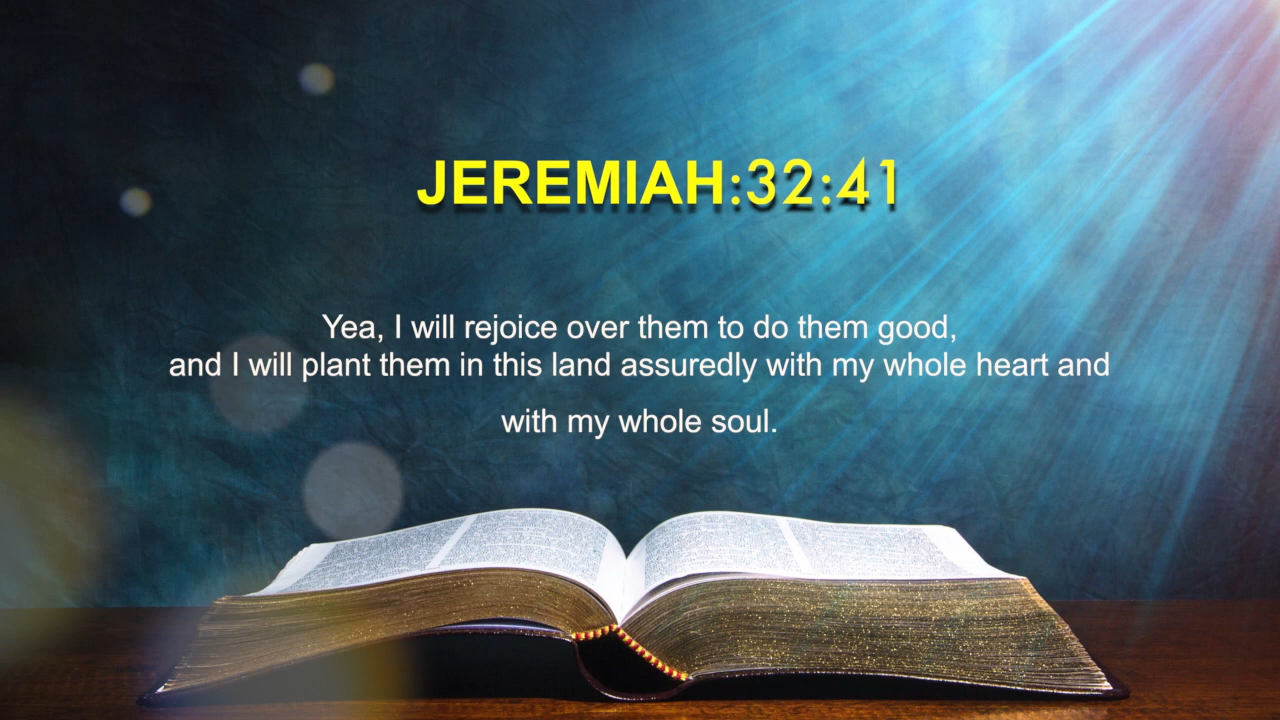 JEREMIAH:32:41
Yea, I will rejoice over them to do them good,
and I will plant them in this land assuredly with my whole heart and
with my whole soul.